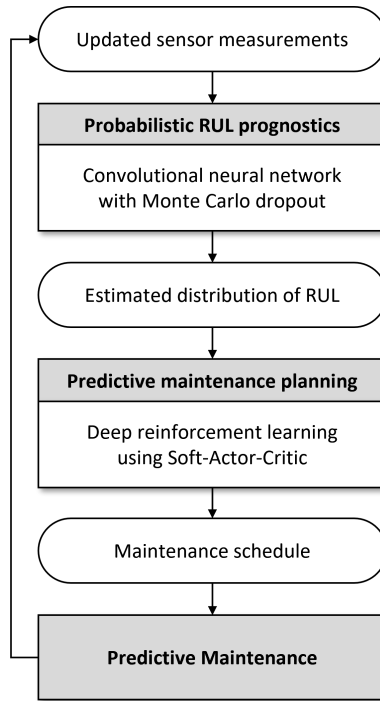 Updated sensor measurements
Probabilistic RUL prognostics
Convolutional neural network
with Monte Carlo dropout
Estimated distribution of RUL
Predictive maintenance planning
Deep reinforcement learning
using Soft-Actor-Critic
Maintenance schedule
Predictive Maintenance